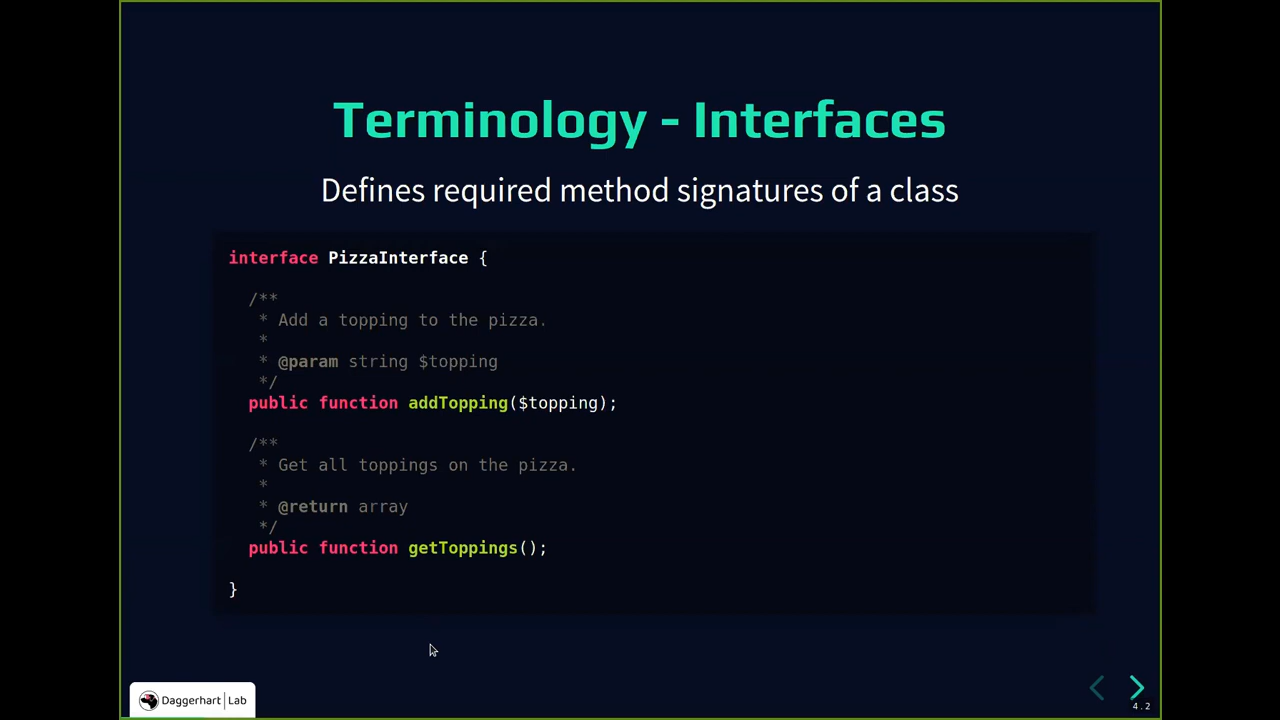 Terminology - Interfaces
Defines required method signatures of a class
interface PizzaInterface {
/**
* Add a topping to the pizza.
*
* @param string $topping
*/
public function addTopping($topping);
/**
* Get all toppings on the pizza.
*
* @return array
*/
public function getToppings();
}
Daggerhart Lab
4.2